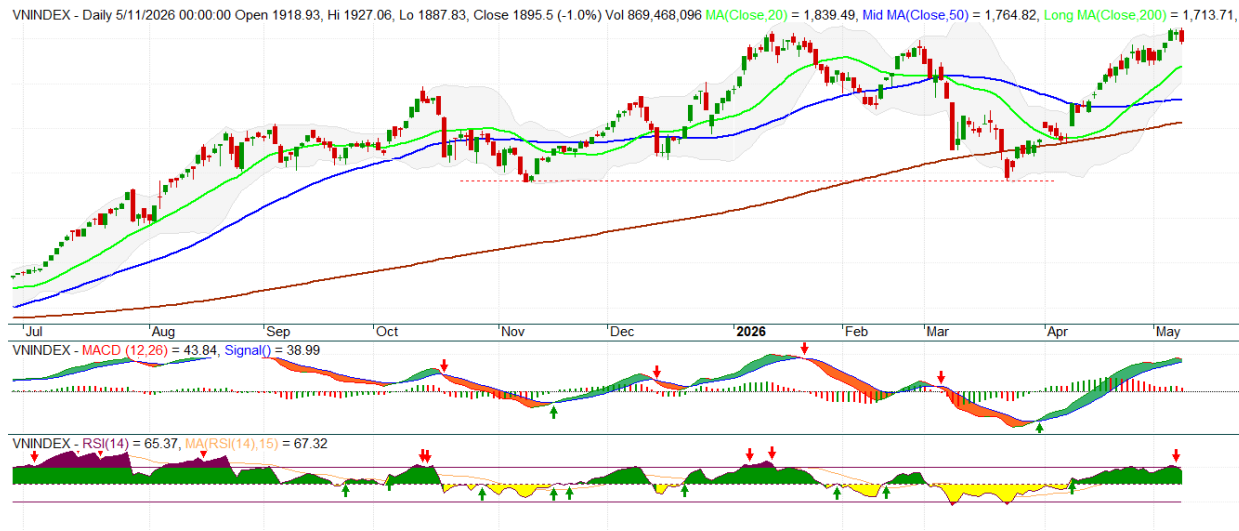 VNINDEX - Daily 5/11/2026 00:00:00 Open 1918.93, Hi 1927.06, Lo 1887.83, Close 1895.5 (-1.0%) Vol 869,468,096 MA(Close,20) = 1,839.49, Mid MA(Close,50) = 1,764.82, Long MA(Close,200) = 1,713.71,
Jul Aug Sep Oct Nov Dec 2026 Feb Mar Apr May
VNINDEX - MACD (12,26) = 43.84, Signal() = 38.99
VNINDEX - RSI(14) = 65.37, MA(RSI(14),15) = 67.32